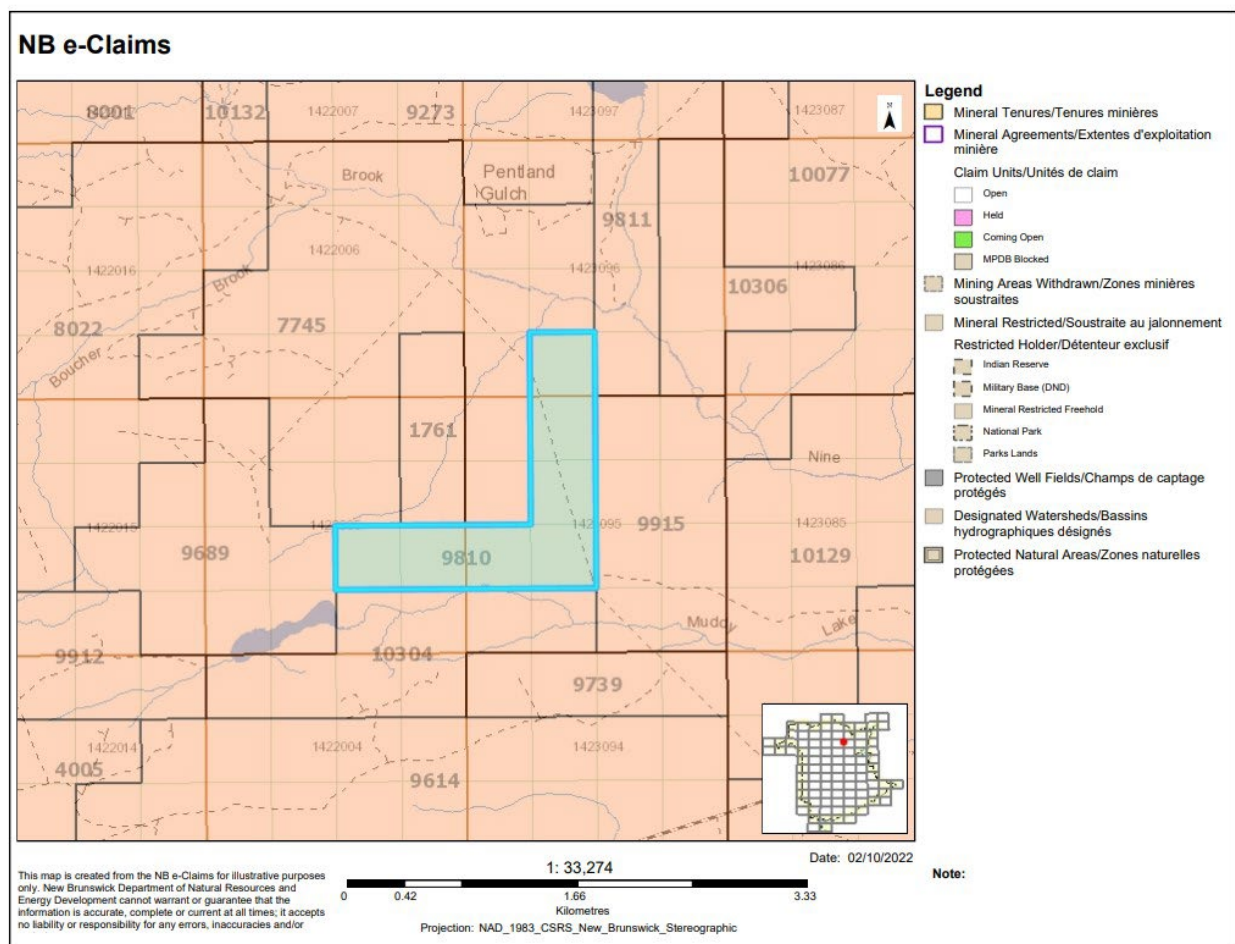 NB e-Claims
8001
10132
1422007
9273
1423097
1423087
N
Brook
Pentland
Gulch
10077
9811
1422006
1422016
Brook
1423096
1423086
10306
8022
7745
Boucher
1761
Nine
1422015
1423095
9915
1423085
9689
9810
10129
Muddy
Lake
9912
10304
9739
1422014
1422004
1423094
4005
9614
Legend
Mineral Tenures/Tenures minières
Mineral Agreements/Extentes d'exploitation
minière
Claim Units/Unités de claim
Open
Held
Coming Open
MPDB Blocked
Mining Areas Withdrawn/Zones minières
soustraites
Mineral Restricted/Soustraite au jalonnement
Restricted Holder/Détenteur exclusif
Indian Reserve
Military Base (DND)
Mineral Restricted Freehold
National Park
Parks Lands
Protected Well Fields/Champs de captage
protégés
Designated Watersheds/Bassins
hydrographiques désignés
Protected Natural Areas/Zones naturelles
protégées
This map is created from the NB e-Claims for illustrative purposes
only. New Brunswick Department of Natural Resources and
Energy Development cannot warrant or guarantee that the
information is accurate, complete or current at all times; it accepts
no liability or responsibility for any errors, inaccuracies and/or
1: 33,274
0 0.42 1.66 3.33
Kilometres
Projection: NAD_1983_CSRS_New_Brunswick_Stereographic
Date: 02/10/2022
Note: